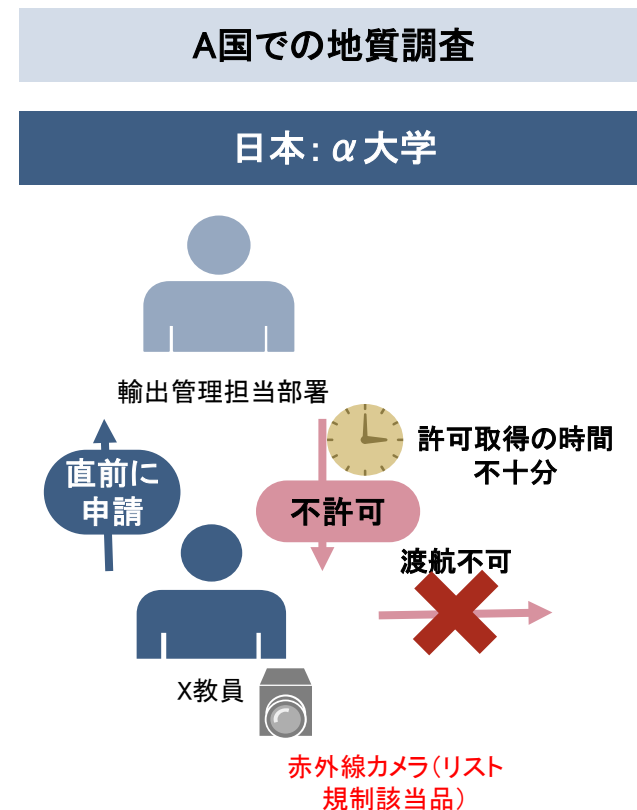 A国での地質調査
日本：α大学
輸出管理担当部署
許可取得の時間
不十分
直前に
申請
不許可
渡航不可
X教員
赤外線カメラ（リスト
規制該当品）